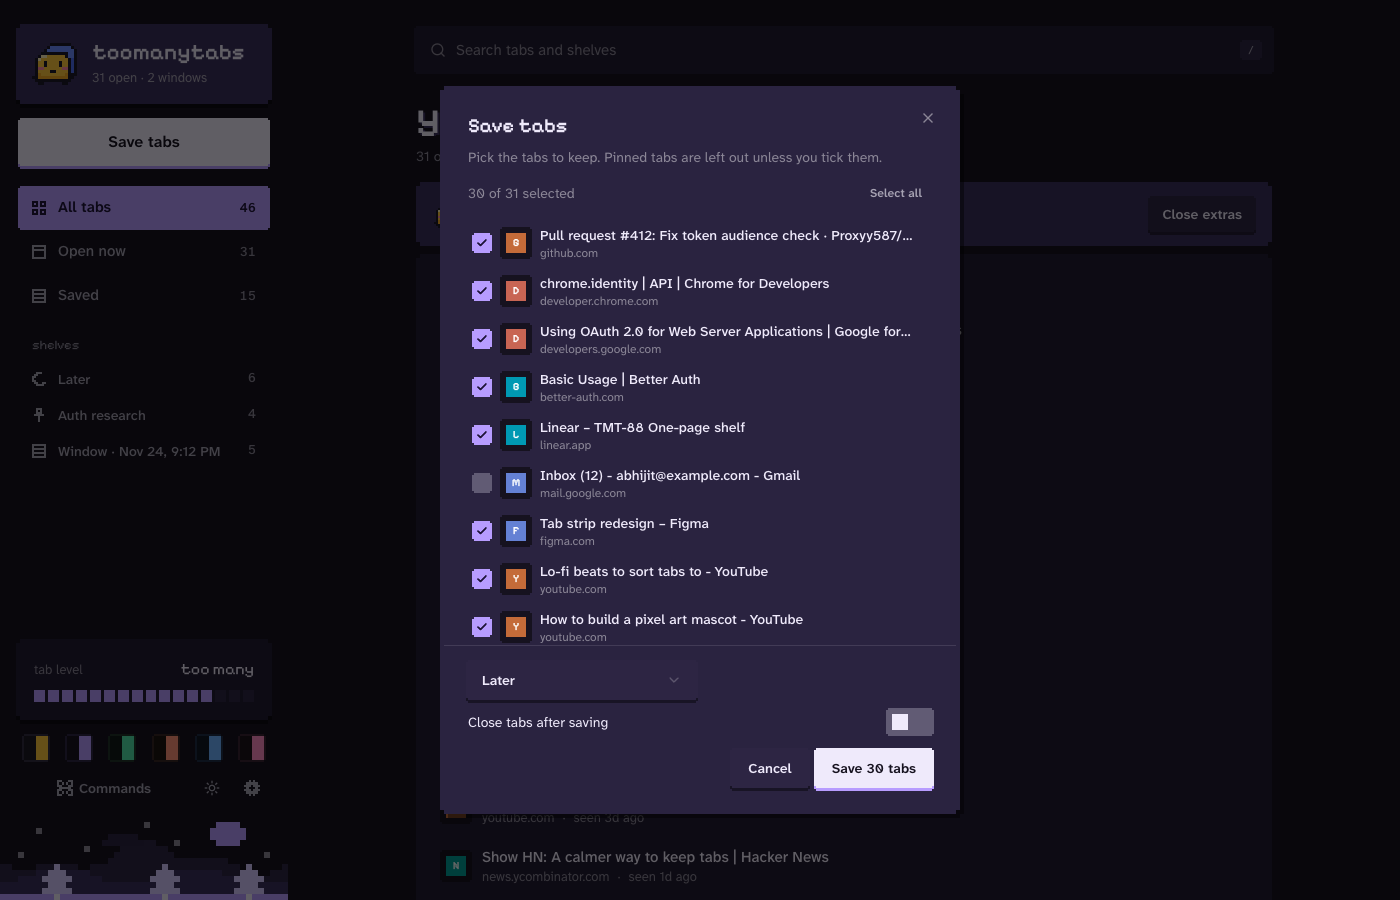 toomanytabs
31 open · 2 windows
Save tabs
All tabs 46
Open now 31
Saved 15
shelves
Later 6
Auth research 4
Window · Nov 24, 9:12 PM 5
tab level too many
Commands
Search tabs and shelves /
Close extras
Save tabs
Pick the tabs to keep. Pinned tabs are left out unless you tick them.
30 of 31 selected Select all
G Pull request #412: Fix token audience check · Proxyy587/...
github.com
D chrome.identity | API | Chrome for Developers
developer.chrome.com
D Using OAuth 2.0 for Web Server Applications | Google for...
developers.google.com
B Basic Usage | Better Auth
better-auth.com
L Linear – TMT-88 One-page shelf
linear.app
M Inbox (12) - abhijit@example.com - Gmail
mail.google.com
F Tab strip redesign – Figma
figma.com
Y Lo-fi beats to sort tabs to - YouTube
youtube.com
Y How to build a pixel art mascot - YouTube
youtube.com
Later
Close tabs after saving
Cancel Save 30 tabs
youtube.com · seen 3d ago
N Show HN: A calmer way to keep tabs | Hacker News
news.ycombinator.com · seen 1d ago